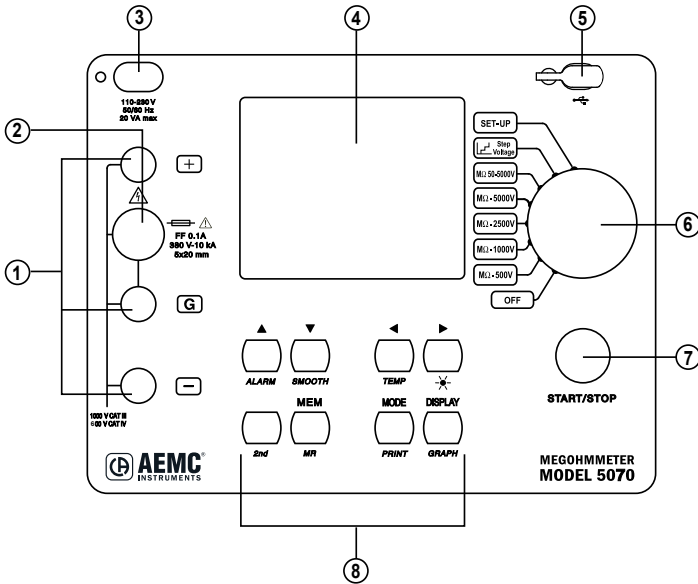 3
4
5
110-230 V
50/60 Hz
20 VA max
2
SET-UP
Step
Voltage
+
MΩ 50-5000V
MΩ - 5000V
FF 0.1A
380 V-10 kA
5x20 mm
MΩ - 2500V
6
1
MΩ - 1000V
MΩ - 500V
G
OFF
▲
▼
◄
►
7
ALARM
SMOOTH
TEMP
START/STOP
−
MEM
MODE
DISPLAY
1000 V CAT III
600 V CAT IV
2nd
MR
PRINT
GRAPH
AEMC®
INSTRUMENTS
MEGOHMMETER
MODEL 5070
8